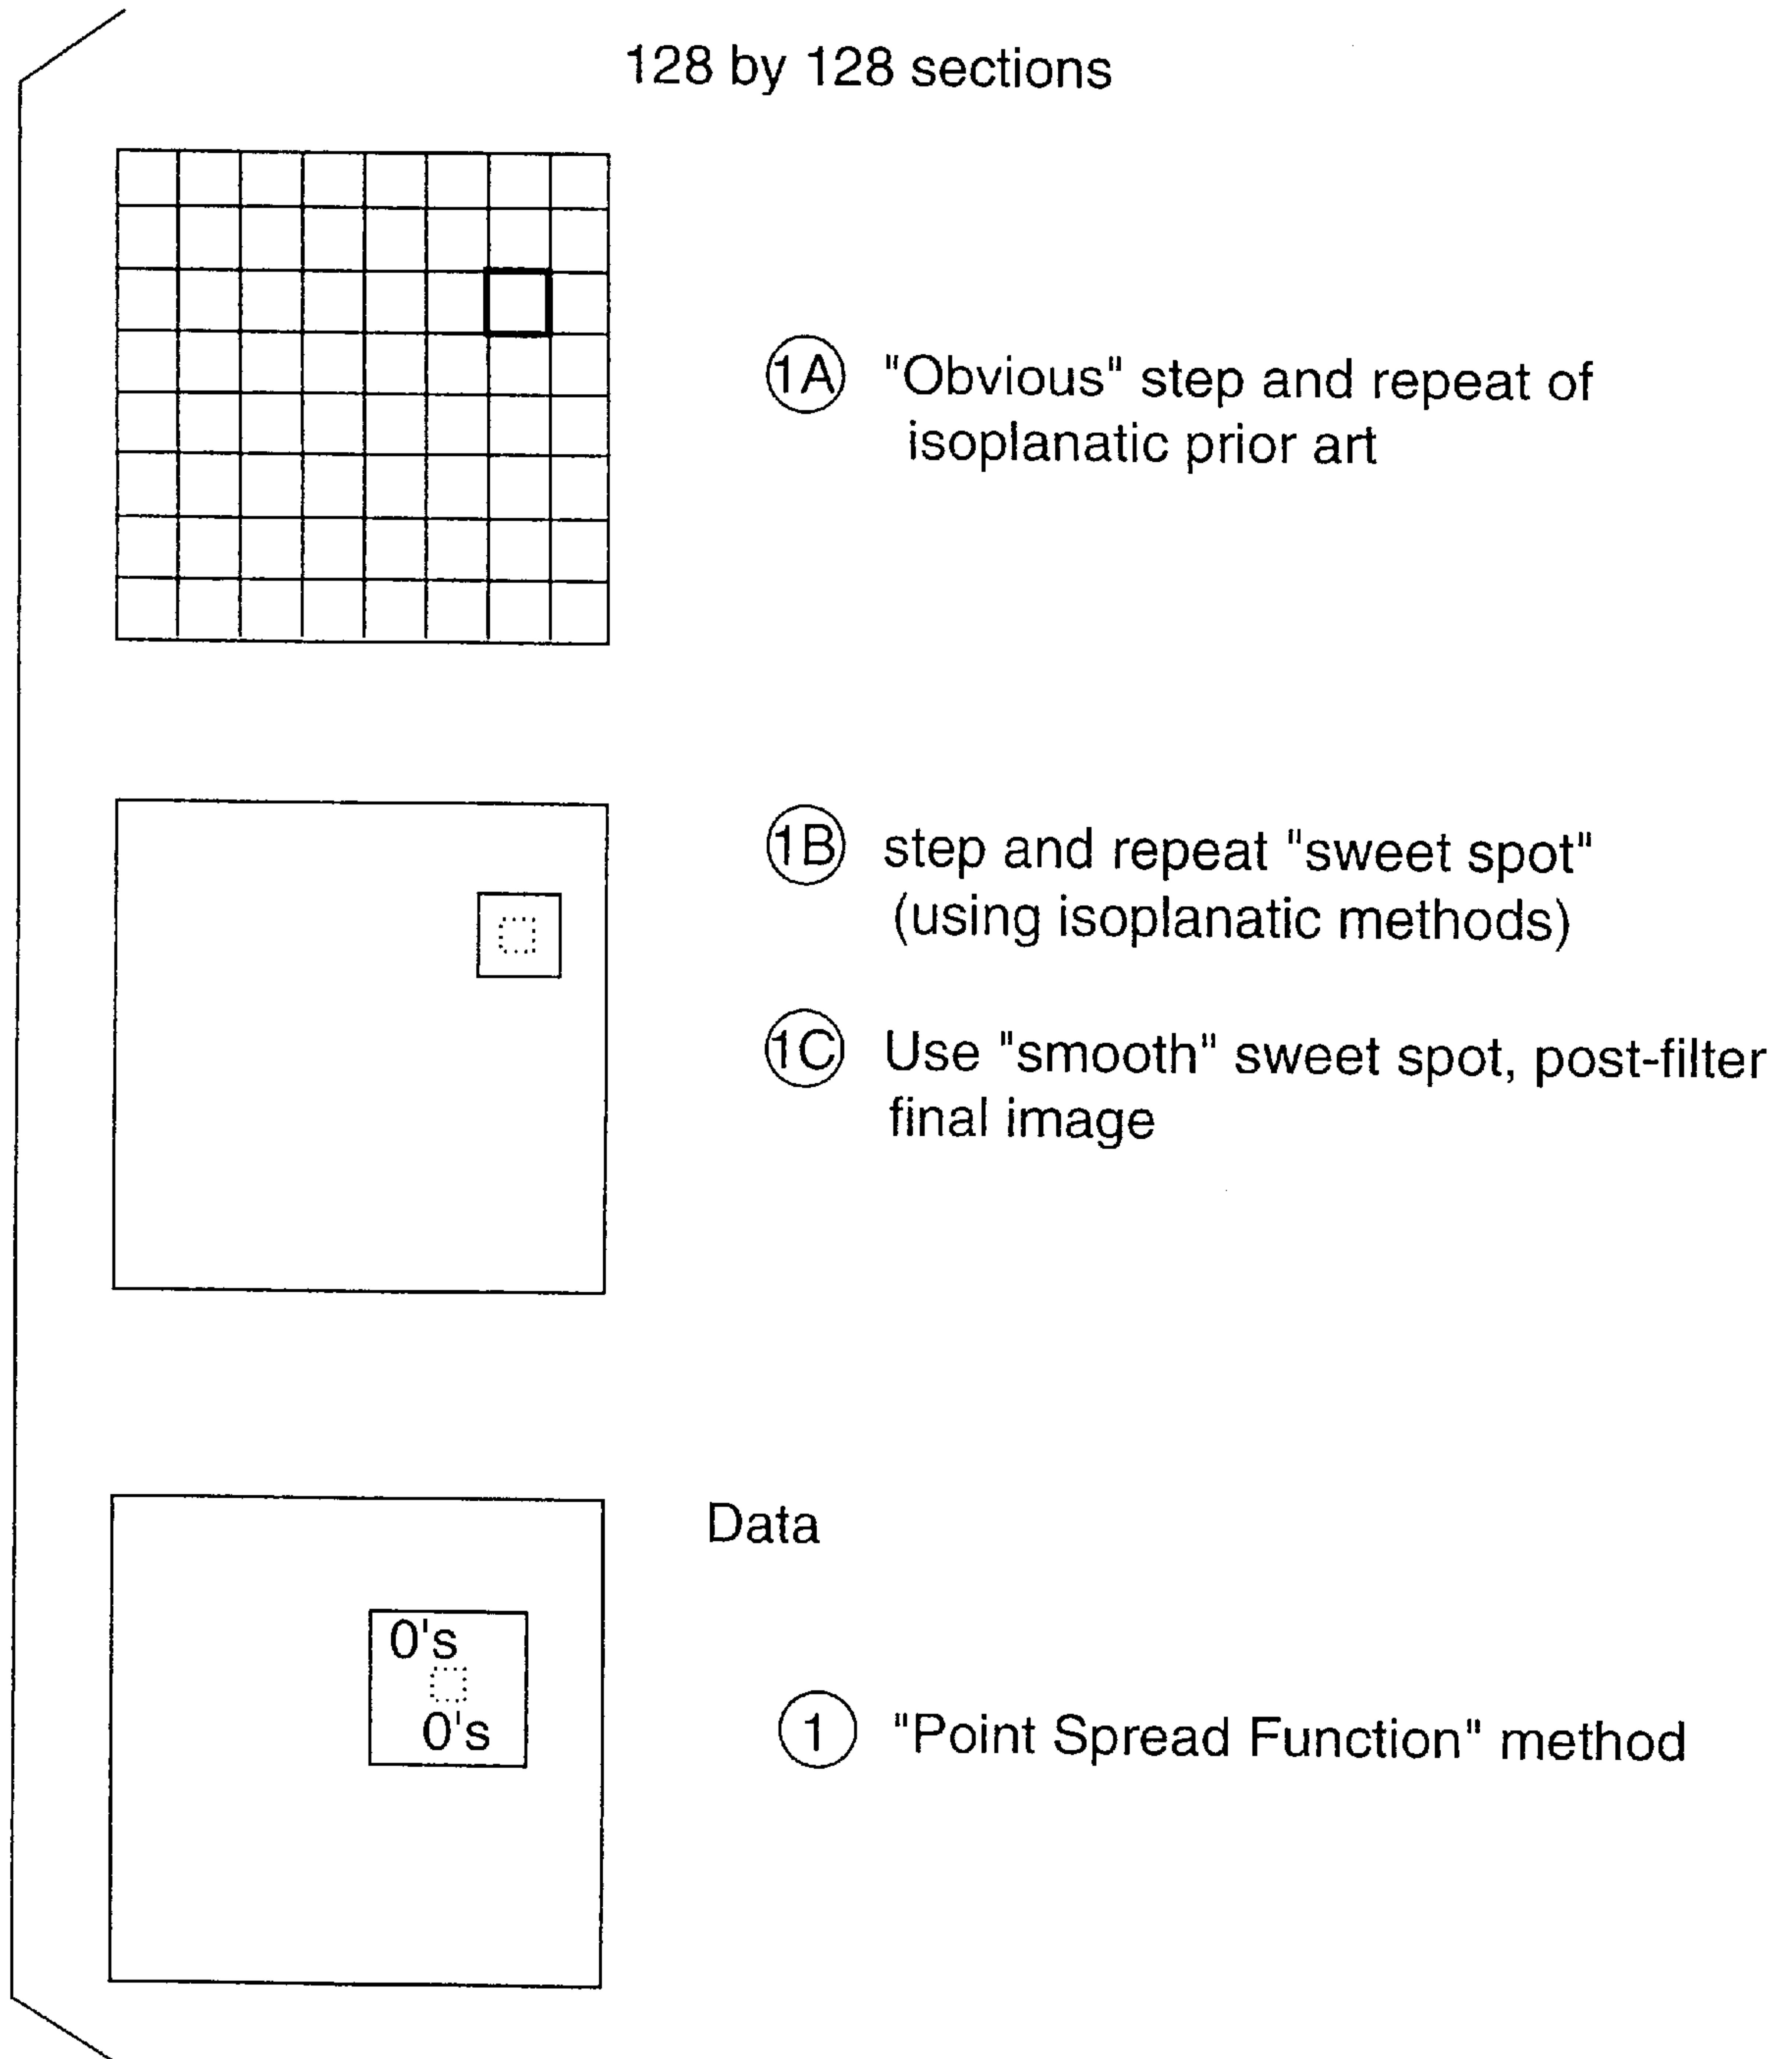 128 by 128 sections
1A "Obvious" step and repeat of
isoplanatic prior art
1B step and repeat "sweet spot"
(using isoplanatic methods)
1C Use "smooth" sweet spot, post-filter
final image
Data
0's
0's
1 "Point Spread Function" method